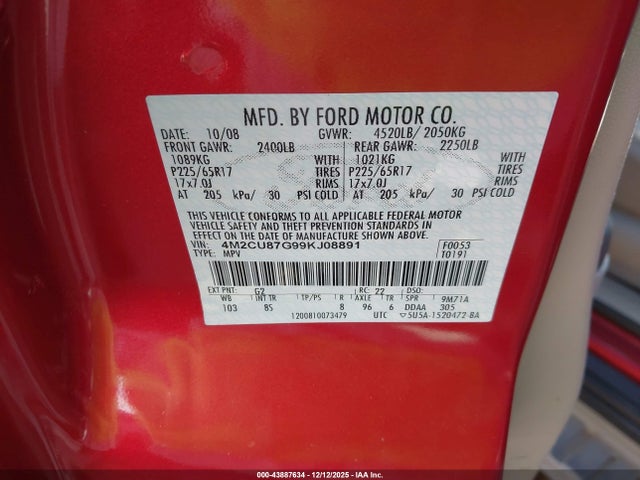 MFD. BY FORD MOTOR CO.
DATE: 10/08 GVWR: 4520LB/ 2050KG
FRONT GAWR: 2400LB REAR GAWR: 2250LB
1089KG WITH 1021KG WITH
P225/65R17 TIRES P225/65R17 TIRES
17x7.0J RIMS 17x7.0J RIMS
AT 205 kPa/ 30 PSI COLD AT 205 kPa/ 30 PSI COLD
THIS VEHICLE CONFORMS TO ALL APPLICABLE FEDERAL MOTOR
VEHICLE SAFETY AND THEFT PREVENTION STANDARDS IN
EFFECT ON THE DATE OF MANUFACTURE SHOWN ABOVE.
VIN: 4M2CU87G99KJ08891 F0053
TYPE: MPV T0191
EXT PNT: G2 RC: 22 DSO:
WB INT TR TP/PS R AXLE TR SPR 9M71A
103 8S 8 96 6 DDAA 305
1200810073479 UTC 5U5A-1520472-BA
000-43887634 - 12/12/2025 - IAA Inc.